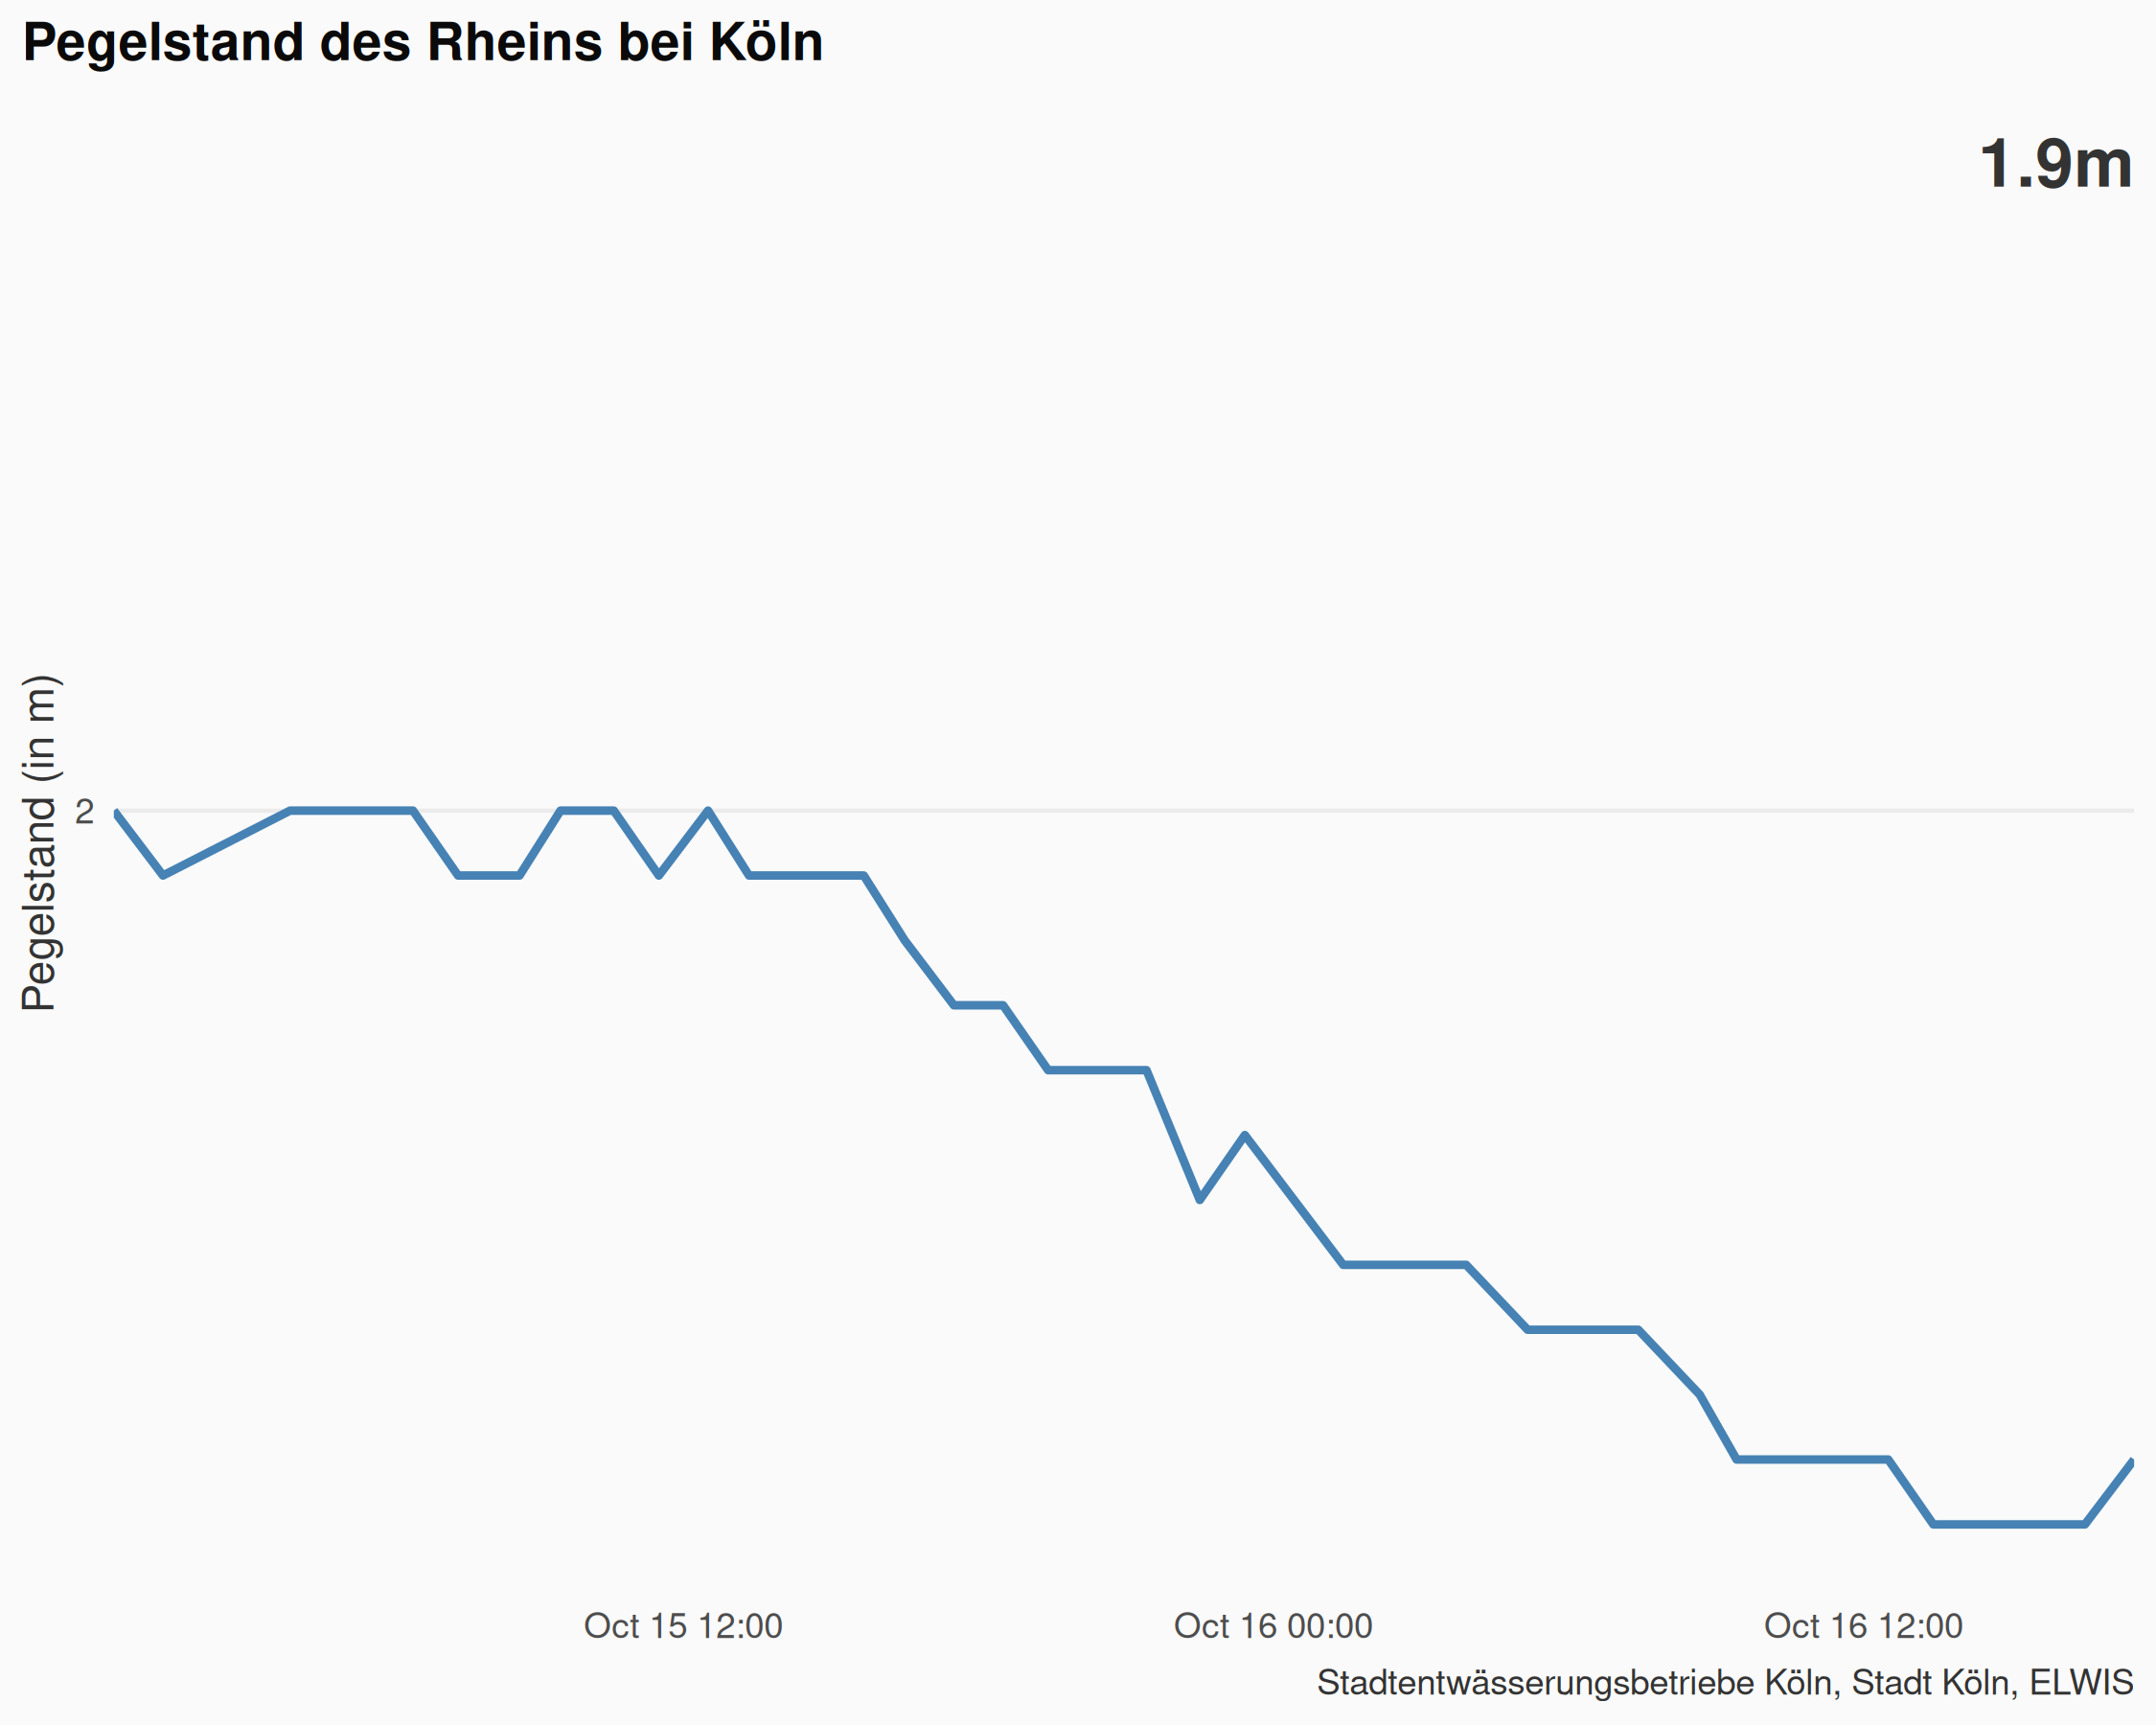 Pegelstand des Rheins bei Köln
1.9m
Pegelstand (in m)
2
Oct 15 12:00
Oct 16 00:00
Oct 16 12:00
Stadtentwässerungsbetriebe Köln, Stadt Köln, ELWIS